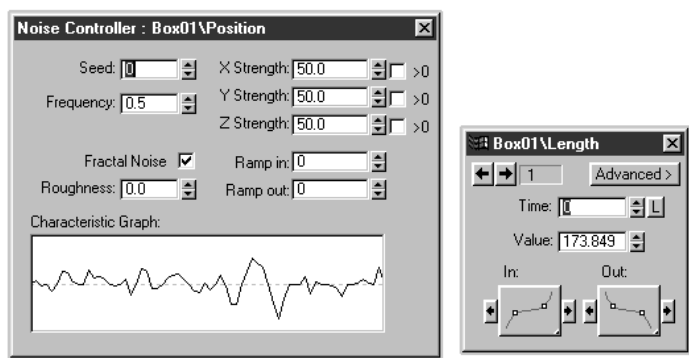 Noise Controller : Box01\Position
Seed: 0
X Strength: 50.0 >0
Frequency: 0.5
Y Strength: 50.0 >0
Z Strength: 50.0 >0
Fractal Noise
Ramp in: 0
Roughness: 0.0
Ramp out: 0
Characteristic Graph:
Box01\Length
1
Advanced >
Time: 0 L
Value: 173.849
In: Out: